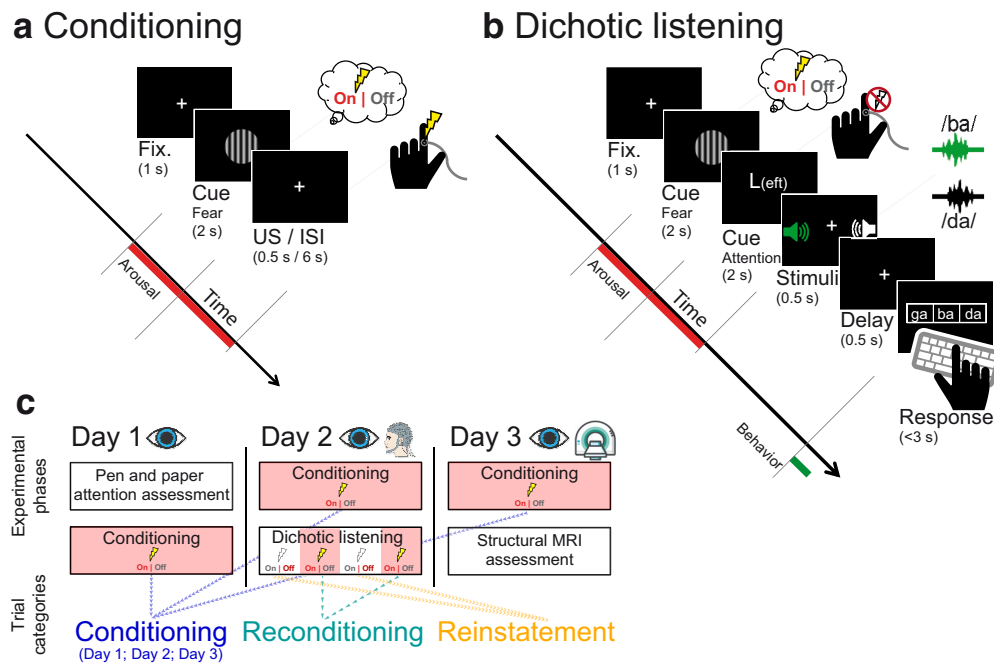 a Conditioning
On | Off
Fix.
(1 s)
Cue
Fear
(2 s)
US / ISI
(0.5 s / 6 s)
Arousal
Time
b Dichotic listening
On | Off
/ba/
/da/
Fix.
(1 s)
Cue
Fear
(2 s)
L(eft)
Cue
Attention
(2 s)
Stimuli
(0.5 s)
Delay
(0.5 s)
ga ba da
Response
(<3 s)
Arousal
Time
Behavior
c
Day 1
Day 2
Day 3
Experimental
phases
Pen and paper
attention assessment
Conditioning
On | Off
Conditioning
On | Off
Conditioning
On | Off
Dichotic listening
On | Off
On | Off
On | Off
On | Off
Structural MRI
assessment
Trial
categories
Conditioning
(Day 1; Day 2; Day 3)
Reconditioning
Reinstatement